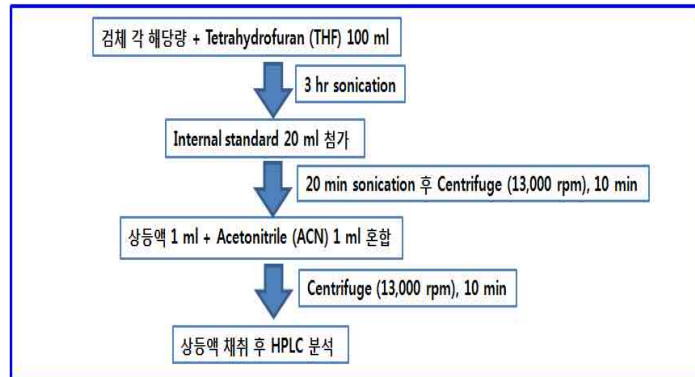 검체 각 해당량 + Tetrahydrofuran (THF) 100 ml
3 hr sonication
Internal standard 20 ml 첨가
20 min sonication 후 Centrifuge (13,000 rpm), 10 min
상등액 1 ml + Acetonitrile (ACN) 1 ml 혼합
Centrifuge (13,000 rpm), 10 min
상등액 채취 후 HPLC 분석